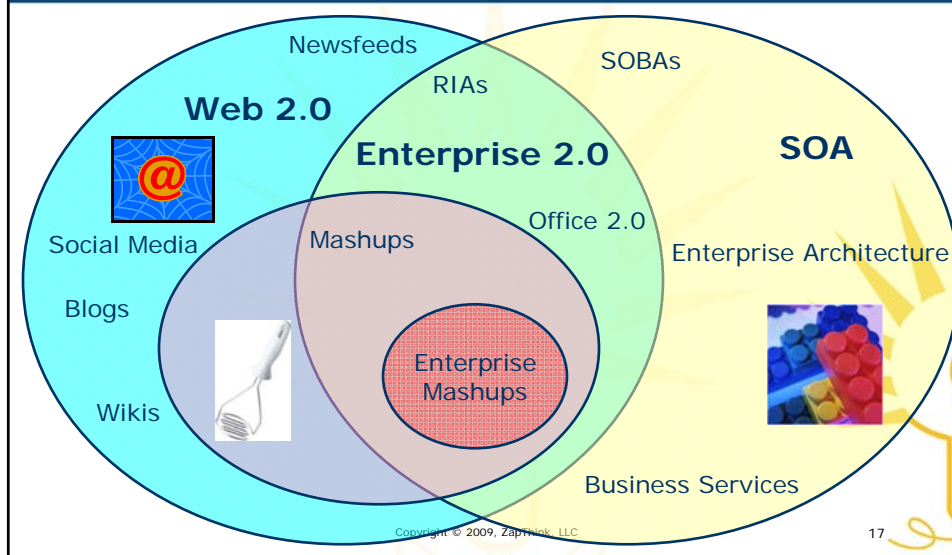 Newsfeeds
SOBAs
RIAs
Web 2.0
Enterprise 2.0
SOA
@
Office 2.0
Social Media
Mashups
Enterprise Architecture
Blogs
Enterprise
Mashups
Wikis
Business Services
Copyright © 2009, ZapThink, LLC
17